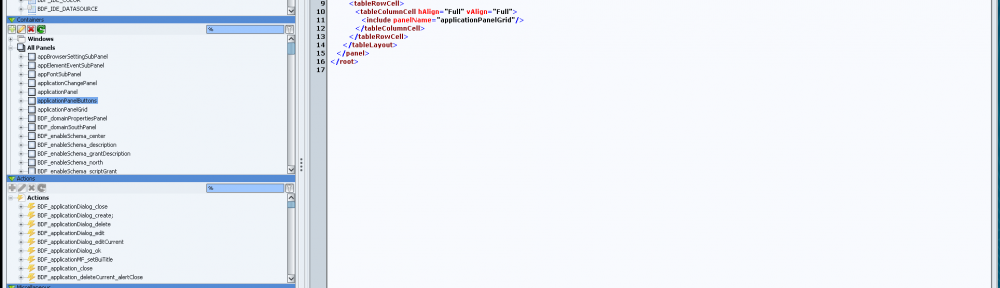 BDF_IDE_COLOR
BDF_IDE_DATASOURCE
Containers
%
Windows
All Panels
appBrowserSettingSubPanel
appElementEventSubPanel
appFontSubPanel
applicationChangePanel
applicationPanel
applicationPanelButtons
applicationPanelGrid
BDF_domainPropertiesPanel
BDF_domainSouthPanel
BDF_enableSchema_center
BDF_enableSchema_description
BDF_enableSchema_grantDescription
BDF_enableSchema_north
BDF_enableSchema_scriptGrant
Actions
%
Actions
BDF_applicationDialog_close
BDF_applicationDialog_create;
BDF_applicationDialog_delete
BDF_applicationDialog_edit
BDF_applicationDialog_editCurrent
BDF_applicationDialog_ok
BDF_applicationMF_setBuiTitle
BDF_application_close
BDF_application_deleteCurrent_alertClose
Miscellaneous
9 <tableRowCell>
10 <tableColumnCell hAlign="Full" vAlign="Full">
11 <include panelName="applicationPanelGrid"/>
12 </tableColumnCell>
13 </tableRowCell>
14 </tableLayout>
15 </panel>
16 </root>
17